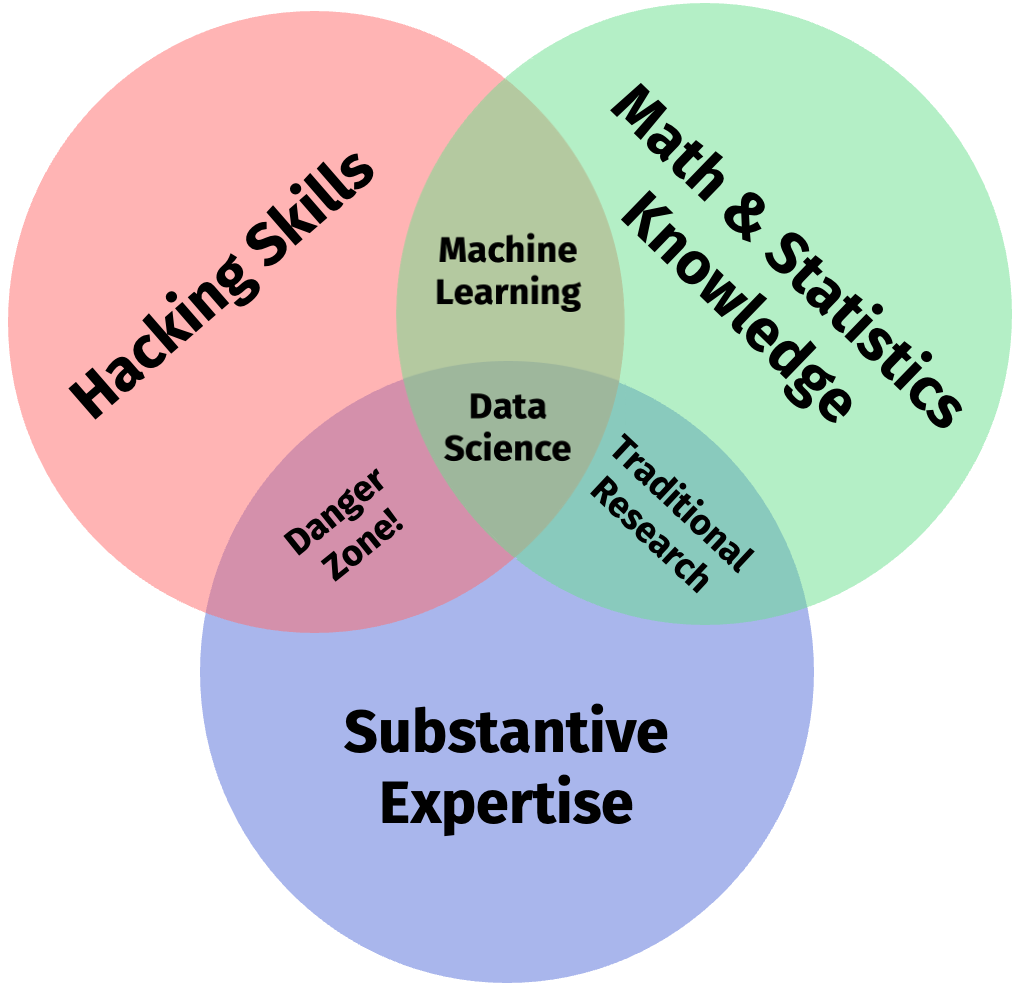 Hacking Skills
Math & Statistics
Knowledge
Machine
Learning
Data
Science
Danger
Zone!
Traditional
Research
Substantive
Expertise